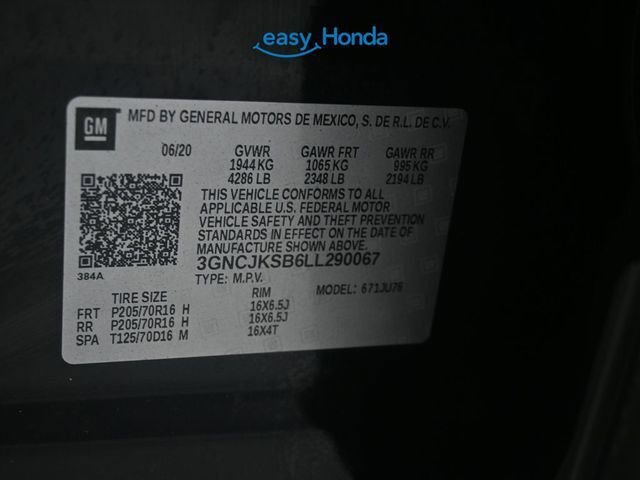 easy Honda
GM
MFD BY GENERAL MOTORS DE MEXICO, S. DE R.L. DE C.V.
06/20 GVWR GAWR FRT GAWR RR
1944 KG 1065 KG 995 KG
4286 LB 2348 LB 2194 LB
THIS VEHICLE CONFORMS TO ALL
APPLICABLE U.S. FEDERAL MOTOR
VEHICLE SAFETY AND THEFT PREVENTION
STANDARDS IN EFFECT ON THE DATE OF
MANUFACTURE SHOWN ABOVE
3GNCJKSB6LL290067
384A
TYPE: M.P.V. MODEL: 671JU76
TIRE SIZE RIM
FRT P205/70R16 H 16X6.5J
RR P205/70R16 H 16X6.5J
SPA T125/70D16 M 16X4T